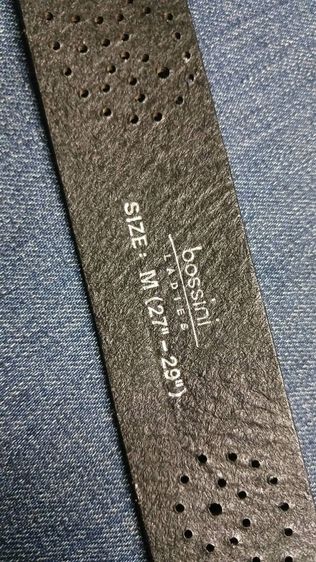 bossini
LADIES
SIZE: M (27" - 29")